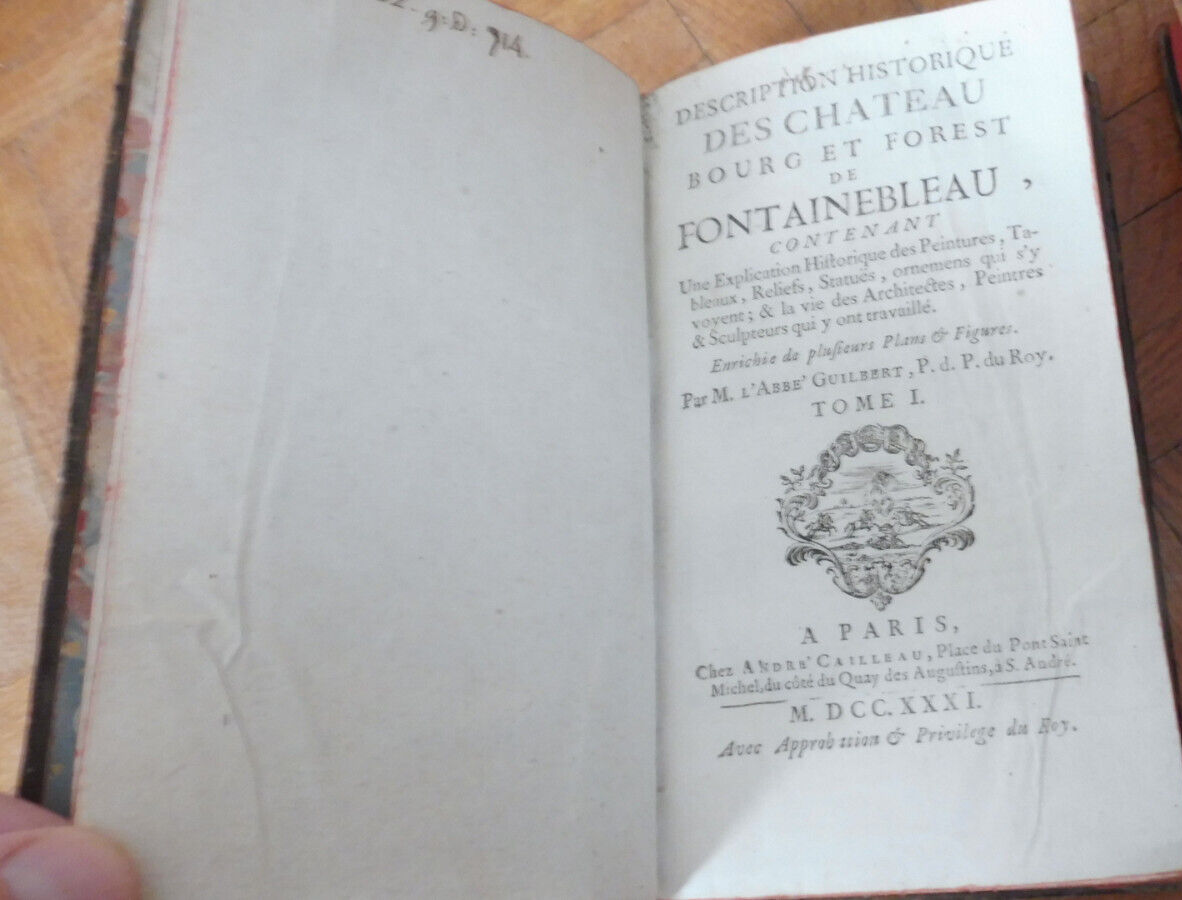 g: D: 714.
DESCRIPTION HISTORIQUE
DES CHATEAU
BOURG ET FOREST
DE
FONTAINEBLEAU,
CONTENANT
Une Explication Hiſtorique des Peintures, Ta-
bleaux, Reliefs, Statuës, ornemens qui s'y
voyent; & la vie des Architectes, Peintres
& Sculpteurs qui y ont travaillé.
Enrichie de pluſieurs Plans & Figures.
Par M. L'ABBE' GUILBERT, P. d. P. du Roy.
TOME I.
A PARIS,
Chez ANDRE' CAILLEAU, Place du Pont Saint
Michel, du côté du Quay des Auguſtins, à S. André.
M. DCC. XXXI.
Avec Approbation & Privilege du Roy.